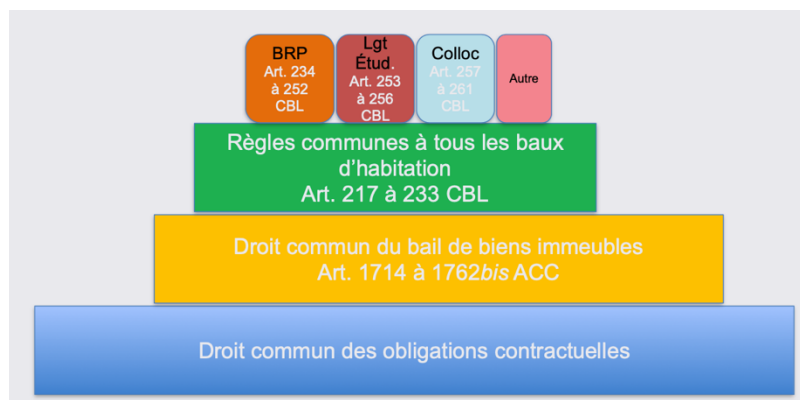 BRP
Art. 234
à 252
CBL
Lgt
Étud.
Art. 253
à 256
CBL
Colloc
Art. 257
à 261
CBL
Autre
Règles communes à tous les baux
d’habitation
Art. 217 à 233 CBL
Droit commun du bail de biens immeubles
Art. 1714 à 1762bis ACC
Droit commun des obligations contractuelles